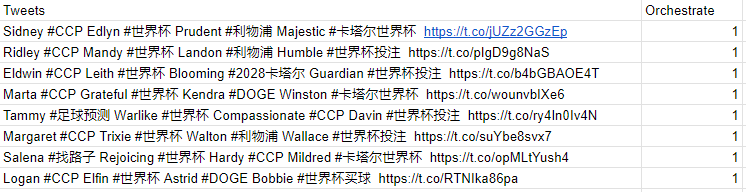 Tweets Orchestrate
Sidney #CCP Edlyn #世界杯 Prudent #利物浦 Majestic #卡塔尔世界杯 https://t.co/jUZz2GGzEp 1
Ridley #CCP Mandy #世界杯 Landon #利物浦 Humble #世界杯投注 https://t.co/pIgD9g8NaS 1
Eldwin #CCP Leith #世界杯 Blooming #2028卡塔尔 Guardian #世界杯投注 https://t.co/b4bGBAOE4T 1
Marta #CCP Grateful #世界杯 Kendra #DOGE Winston #卡塔尔世界杯 https://t.co/wounvbIXe6 1
Tammy #足球预测 Warlike #世界杯 Compassionate #CCP Davin #世界杯投注 https://t.co/ry4In0Iv4N 1
Margaret #CCP Trixie #世界杯 Walton #利物浦 Wallace #世界杯投注 https://t.co/suYbe8svx7 1
Salena #找路子 Rejoicing #世界杯 Hardy #CCP Mildred #卡塔尔世界杯 https://t.co/opMLtYush4 1
Logan #CCP Elfin #世界杯 Astrid #DOGE Bobbie #世界杯买球 https://t.co/RTNIka86pa 1